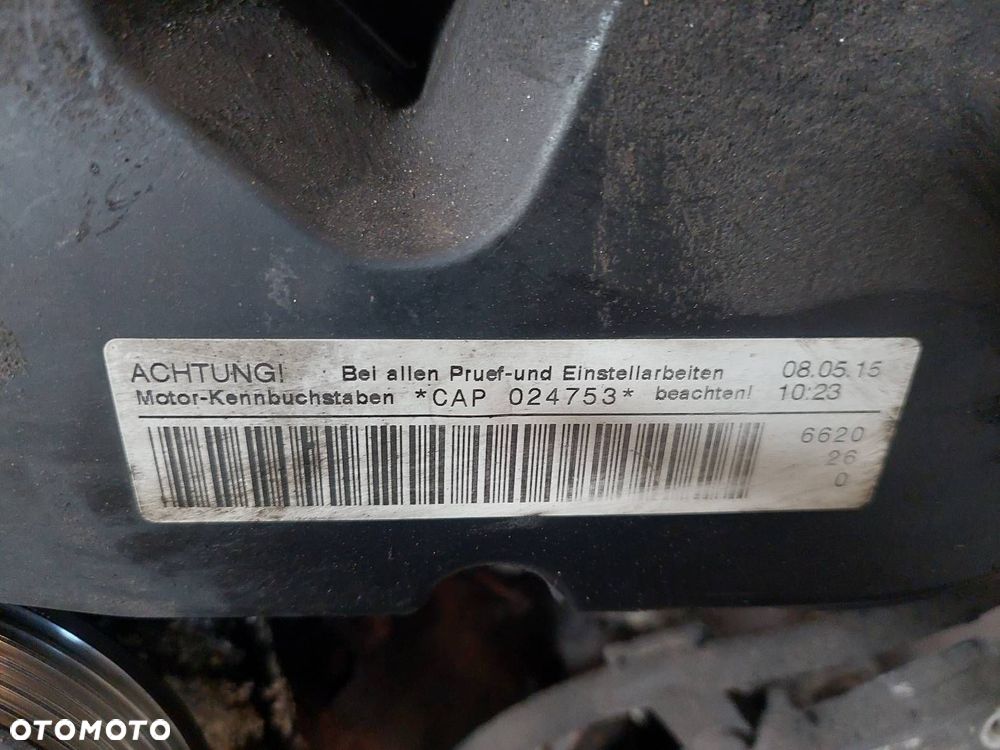 ACHTUNG! Bei allen Pruef-und Einstellarbeiten 08.05.15
Motor-Kennbuchstaben *CAP 024753* beachten! 10:23
6620
26
0
OTOMOTO